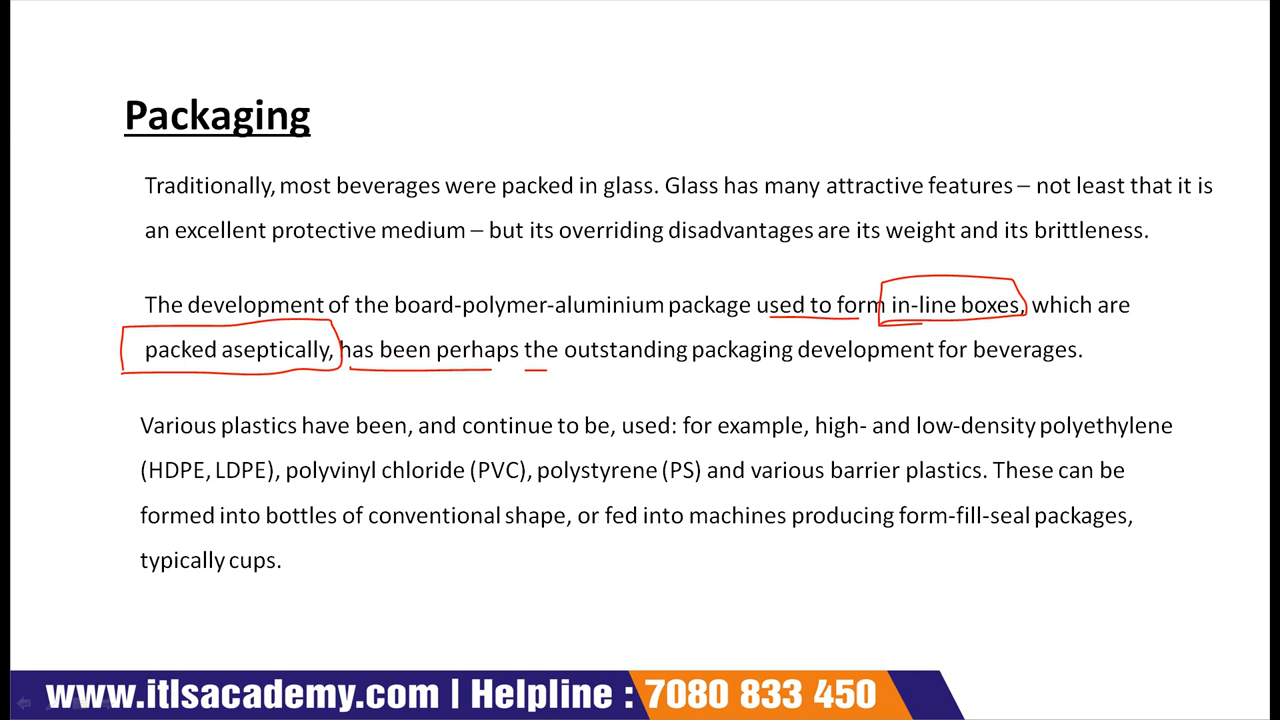 Packaging
Traditionally, most beverages were packed in glass. Glass has many attractive features – not least that it is
an excellent protective medium – but its overriding disadvantages are its weight and its brittleness.
The development of the board-polymer-aluminium package used to form in-line boxes, which are
packed aseptically, has been perhaps the outstanding packaging development for beverages.
Various plastics have been, and continue to be, used: for example, high- and low-density polyethylene
(HDPE, LDPE), polyvinyl chloride (PVC), polystyrene (PS) and various barrier plastics. These can be
formed into bottles of conventional shape, or fed into machines producing form-fill-seal packages,
typically cups.
www.itlsacademy.com | Helpline : 7080 833 450